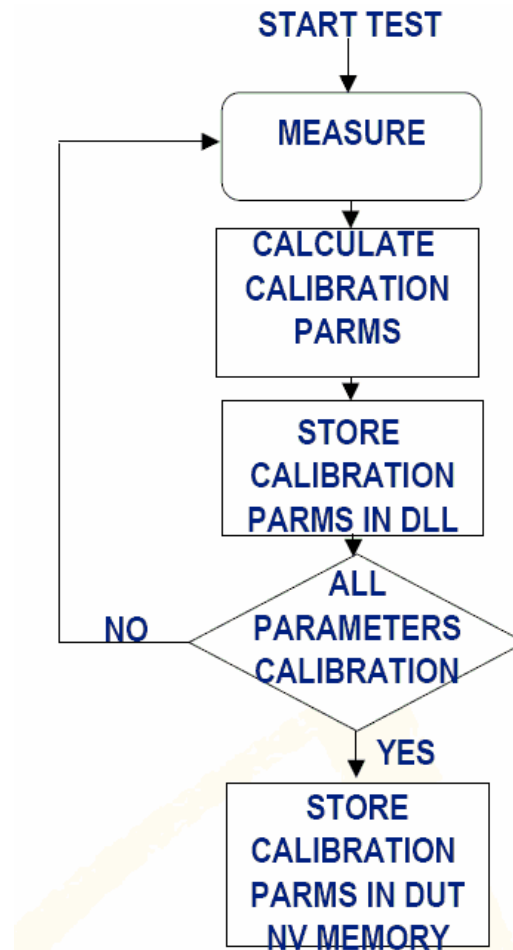 START TEST
MEASURE
CALCULATE
CALIBRATION
PARMS
STORE
CALIBRATION
PARMS IN DLL
ALL
PARAMETERS
CALIBRATION
NO
YES
STORE
CALIBRATION
PARMS IN DUT
NV MEMORY